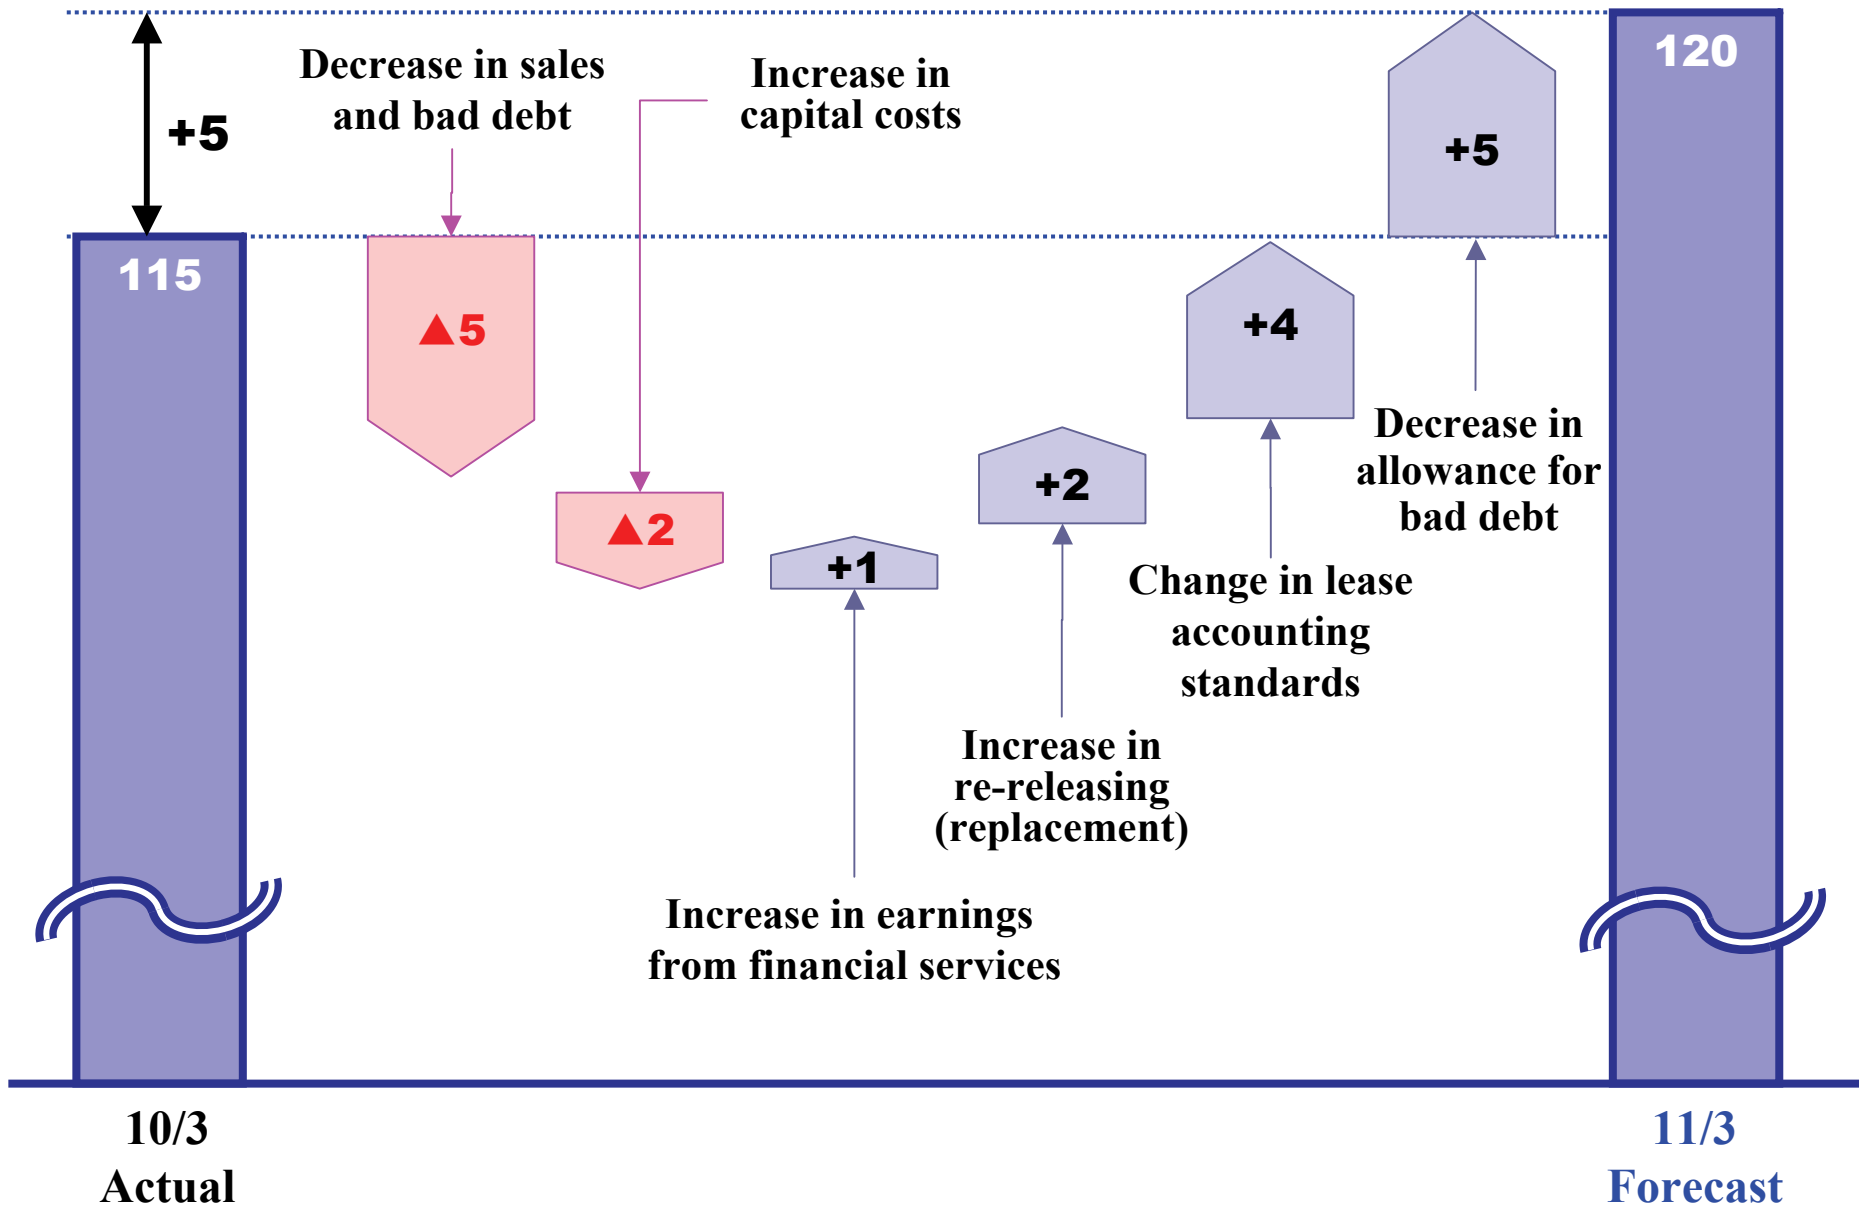 +5
Decrease in sales
and bad debt
Increase in
capital costs
120
115
▲5
▲2
+1
+2
+4
+5
Decrease in
allowance for
bad debt
Change in lease
accounting
standards
Increase in
re-releasing
(replacement)
Increase in earnings
from financial services
10/3
Actual
11/3
Forecast